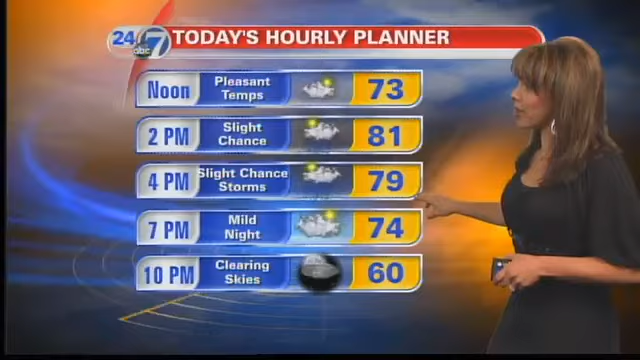 24 abc 7
TODAY'S HOURLY PLANNER
Noon Pleasant Temps 73
2 PM Slight Chance 81
4 PM Slight Chance Storms 79
7 PM Mild Night 74
10 PM Clearing Skies 60